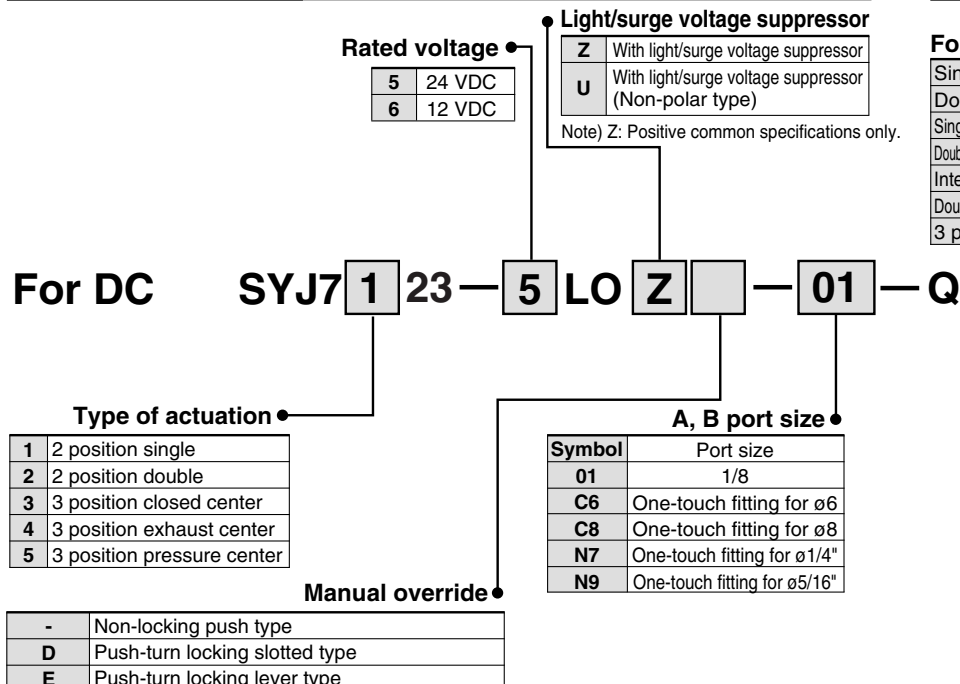 Light/surge voltage suppressor
Z With light/surge voltage suppressor
U With light/surge voltage suppressor
(Non-polar type)
Note) Z: Positive common specifications only.
Rated voltage
5 24 VDC
6 12 VDC
For DC SYJ7 1 23 — 5 LO Z — 01 — Q
Type of actuation
1 2 position single
2 2 position double
3 3 position closed center
4 3 position exhaust center
5 3 position pressure center
A, B port size
Symbol Port size
01 1/8
C6 One-touch fitting for ø6
C8 One-touch fitting for ø8
N7 One-touch fitting for ø1/4"
N9 One-touch fitting for ø5/16"
Manual override
- Non-locking push type
D Push-turn locking slotted type
E Push-turn locking lever type